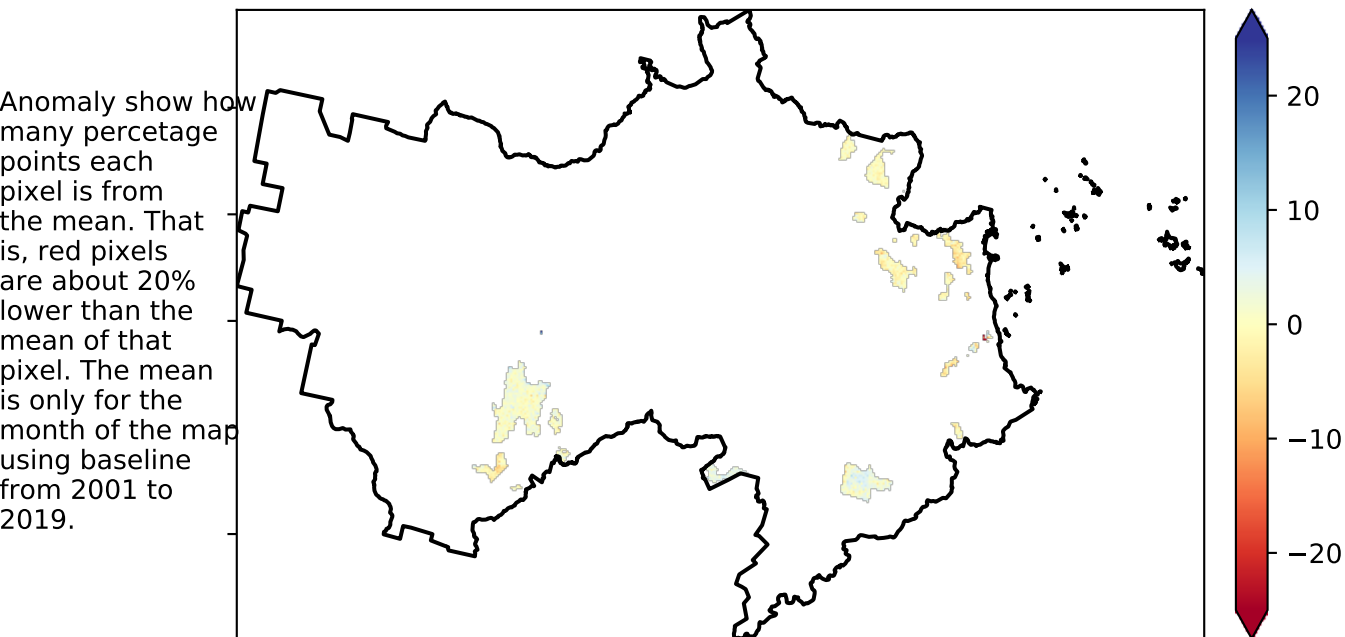 Anomaly show how
many percetage
points each
pixel is from
the mean. That
is, red pixels
are about 20%
lower than the
mean of that
pixel. The mean
is only for the
month of the map
using baseline
from 2001 to
2019.
20
10
0
−10
−20